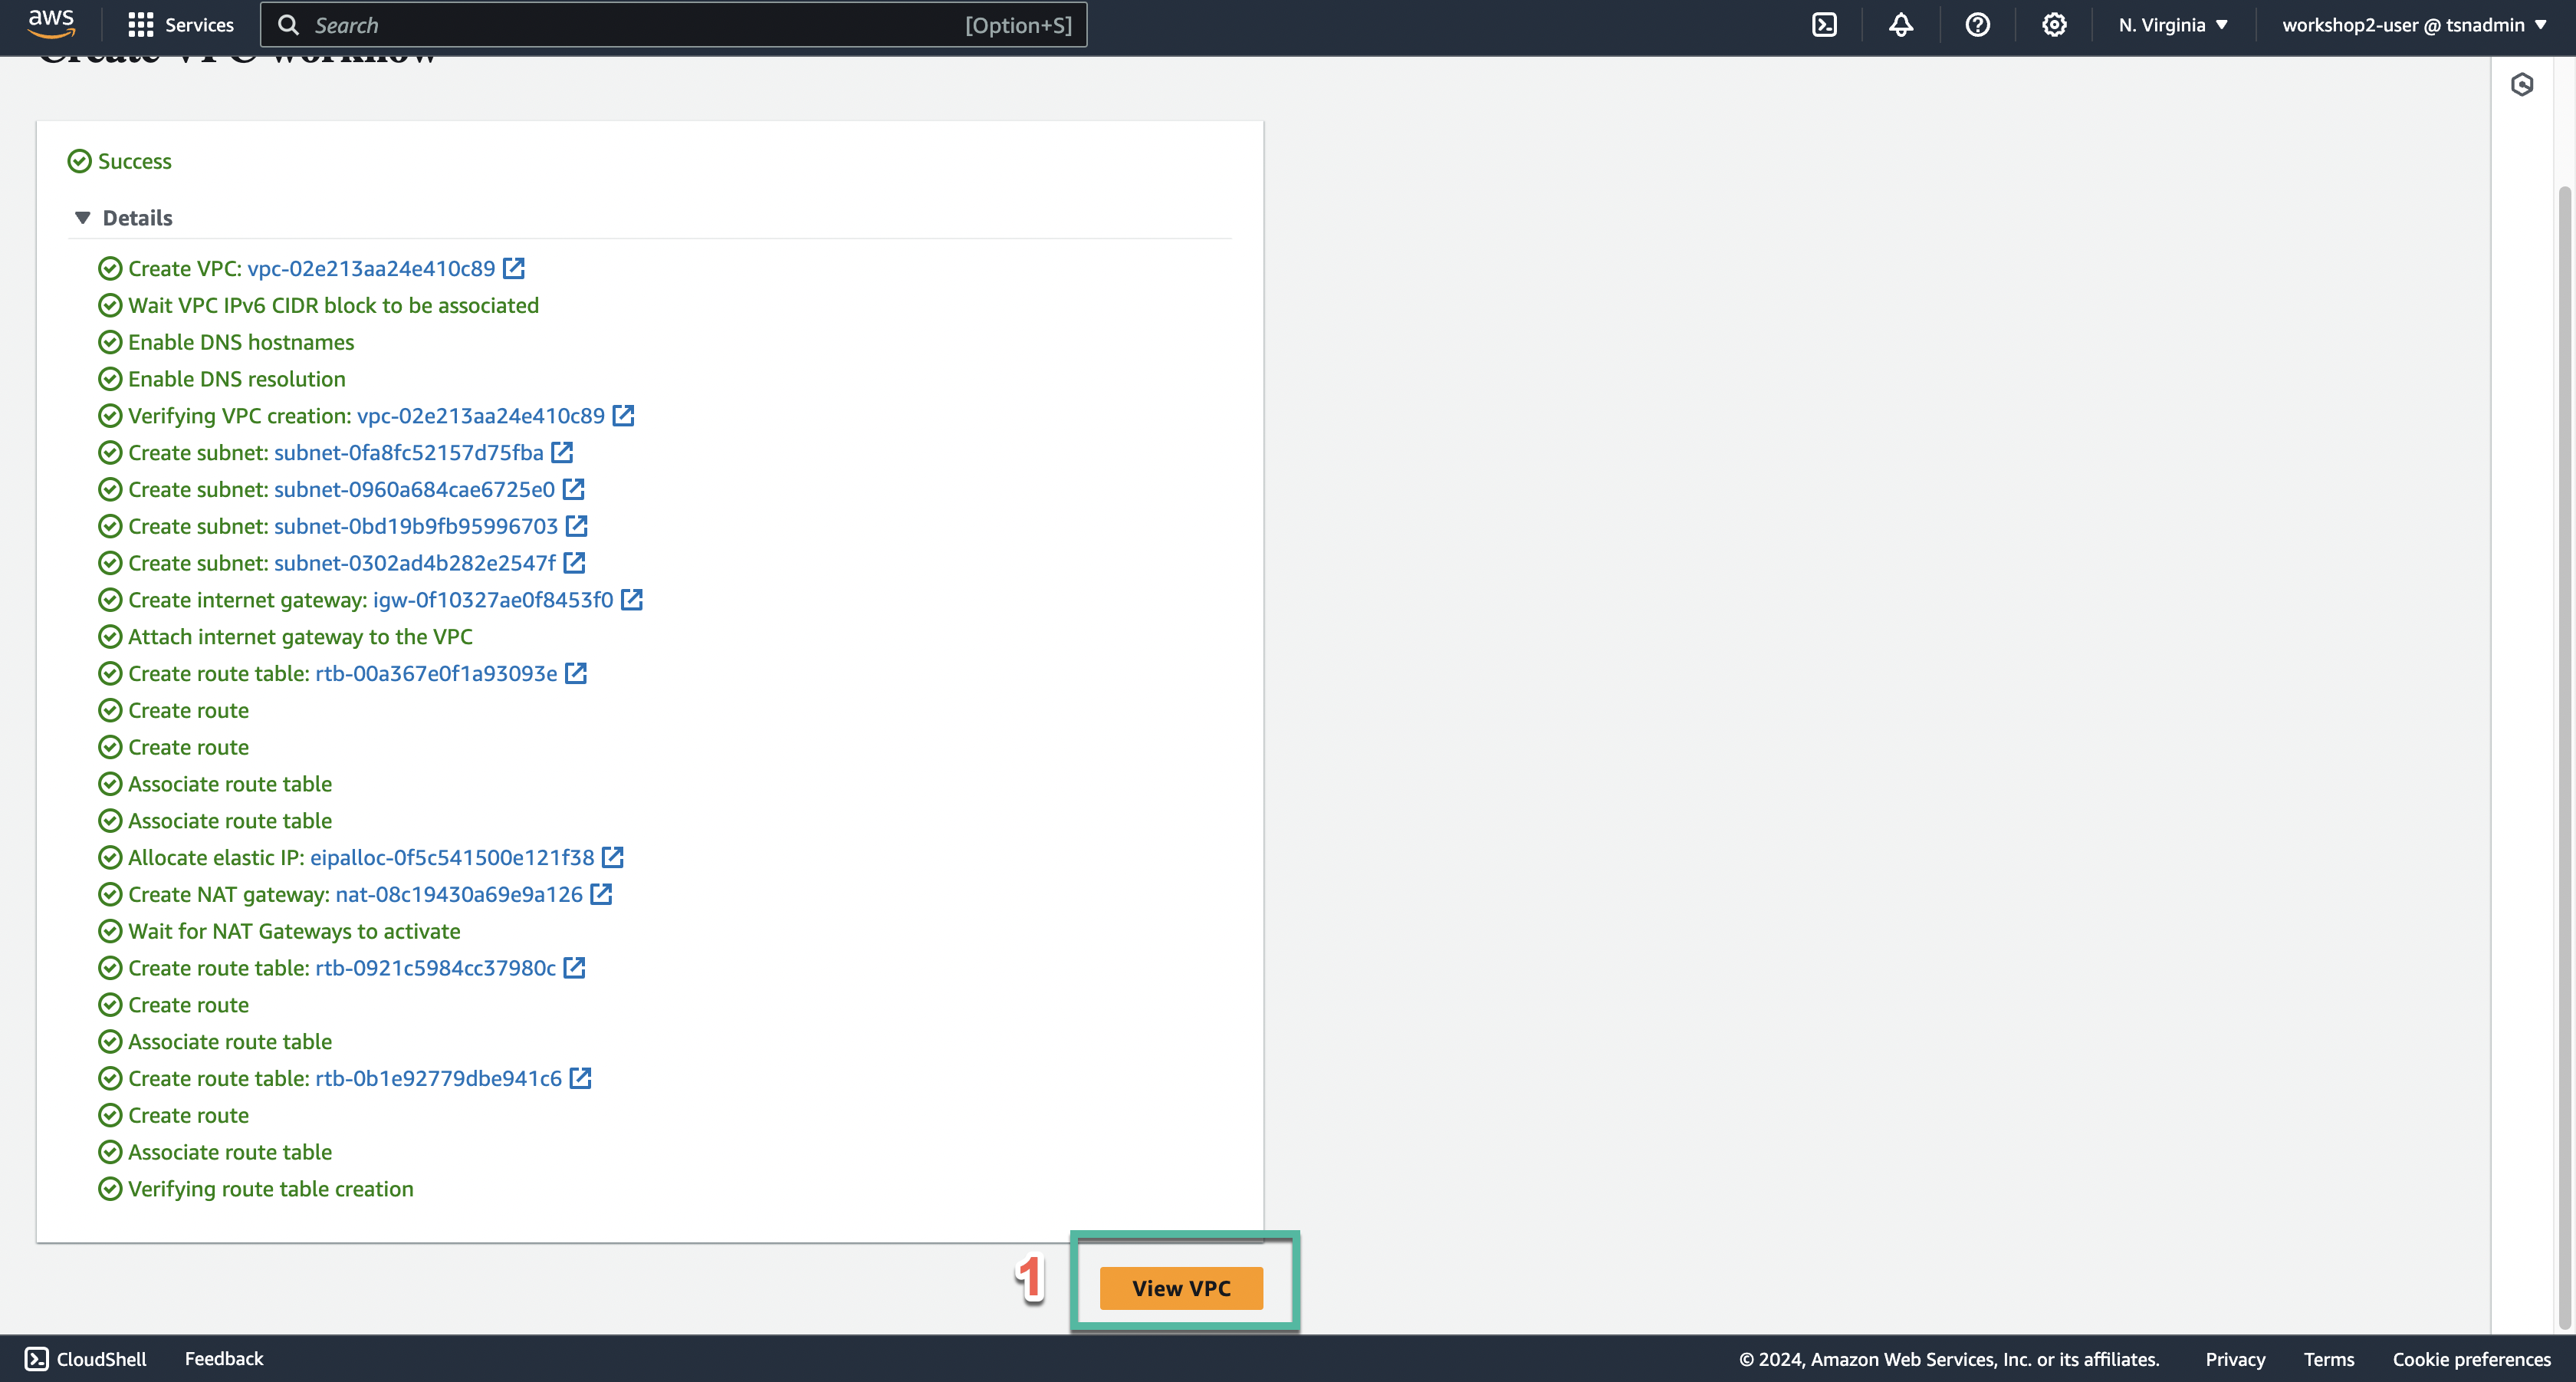 aws
Services
Search
[Option+S]
N. Virginia
workshop2-user @ tsnadmin
Create VPC workflow
Success
Details
Create VPC: vpc-02e213aa24e410c89
Wait VPC IPv6 CIDR block to be associated
Enable DNS hostnames
Enable DNS resolution
Verifying VPC creation: vpc-02e213aa24e410c89
Create subnet: subnet-0fa8fc52157d75fba
Create subnet: subnet-0960a684cae6725e0
Create subnet: subnet-0bd19b9fb95996703
Create subnet: subnet-0302ad4b282e2547f
Create internet gateway: igw-0f10327ae0f8453f0
Attach internet gateway to the VPC
Create route table: rtb-00a367e0f1a93093e
Create route
Create route
Associate route table
Associate route table
Allocate elastic IP: eipalloc-0f5c541500e121f38
Create NAT gateway: nat-08c19430a69e9a126
Wait for NAT Gateways to activate
Create route table: rtb-0921c5984cc37980c
Create route
Associate route table
Create route table: rtb-0b1e92779dbe941c6
Create route
Associate route table
Verifying route table creation
1
View VPC
CloudShell
Feedback
© 2024, Amazon Web Services, Inc. or its affiliates.
Privacy
Terms
Cookie preferences